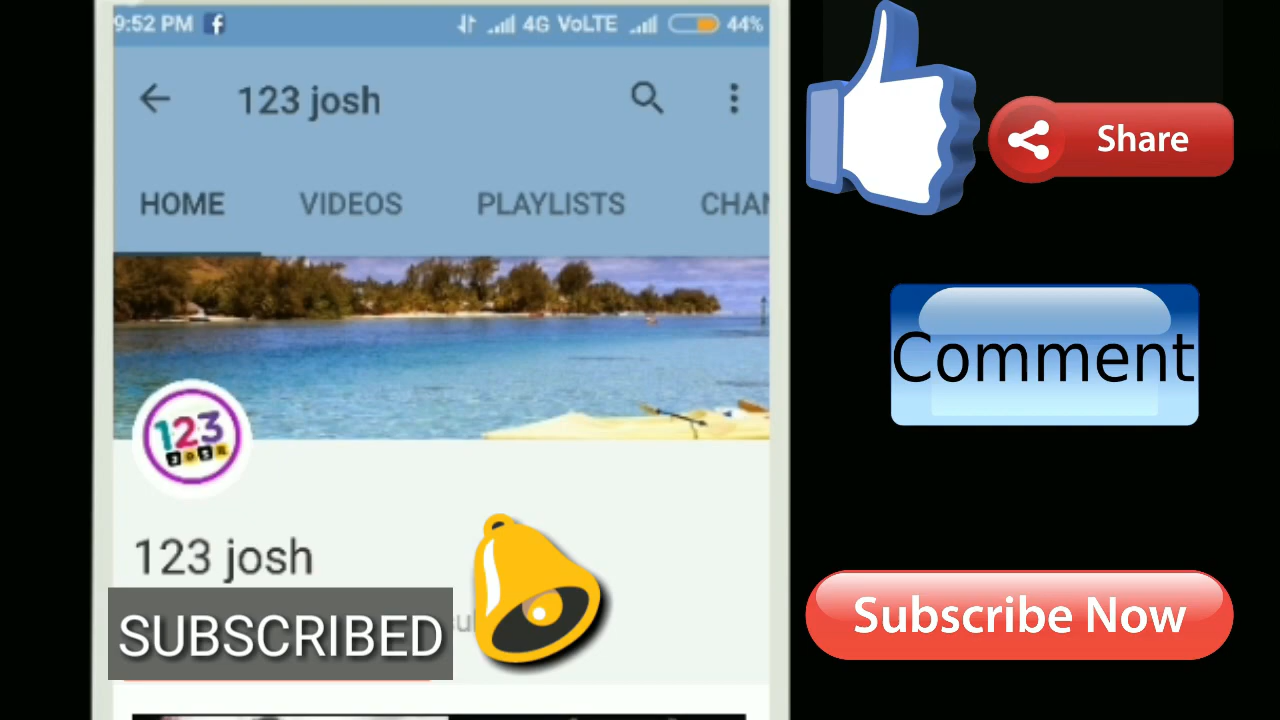 9:52 PM
4G VoLTE
44%
123 josh
HOME
VIDEOS
PLAYLISTS
CHAN
123
123 josh
SUBSCRIBED
Share
Comment
Subscribe Now